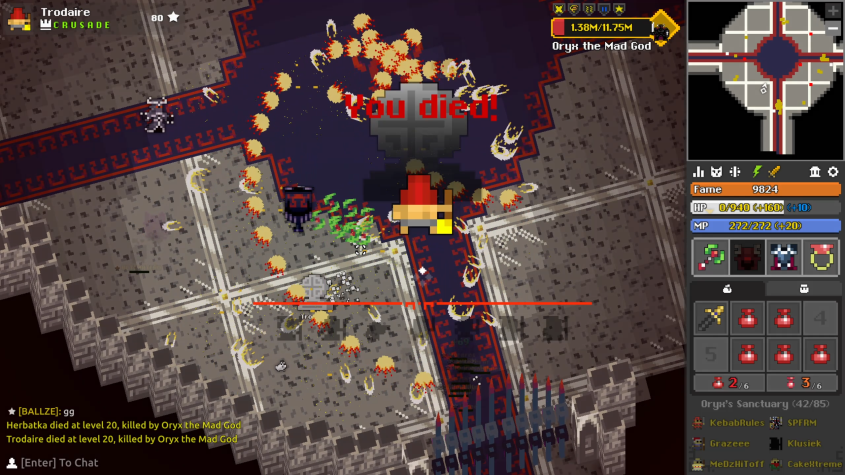 Trodaire
CRUSADE
80
1.38M/11.75M
Oryx the Mad God
You died!
Fame 9824
HP 0/940 (+160) (+10)
MP 272/272 (+20)
4
5
2/6 3/6
Oryx's Sanctuary (42/85)
KebabRules SPFRM
Grazeee Klusiek
MeDzHiToff CakeXtreme
[BALLZE]: gg
Herbatka died at level 20, killed by Oryx the Mad God
Trodaire died at level 20, killed by Oryx the Mad God
[Enter] To Chat